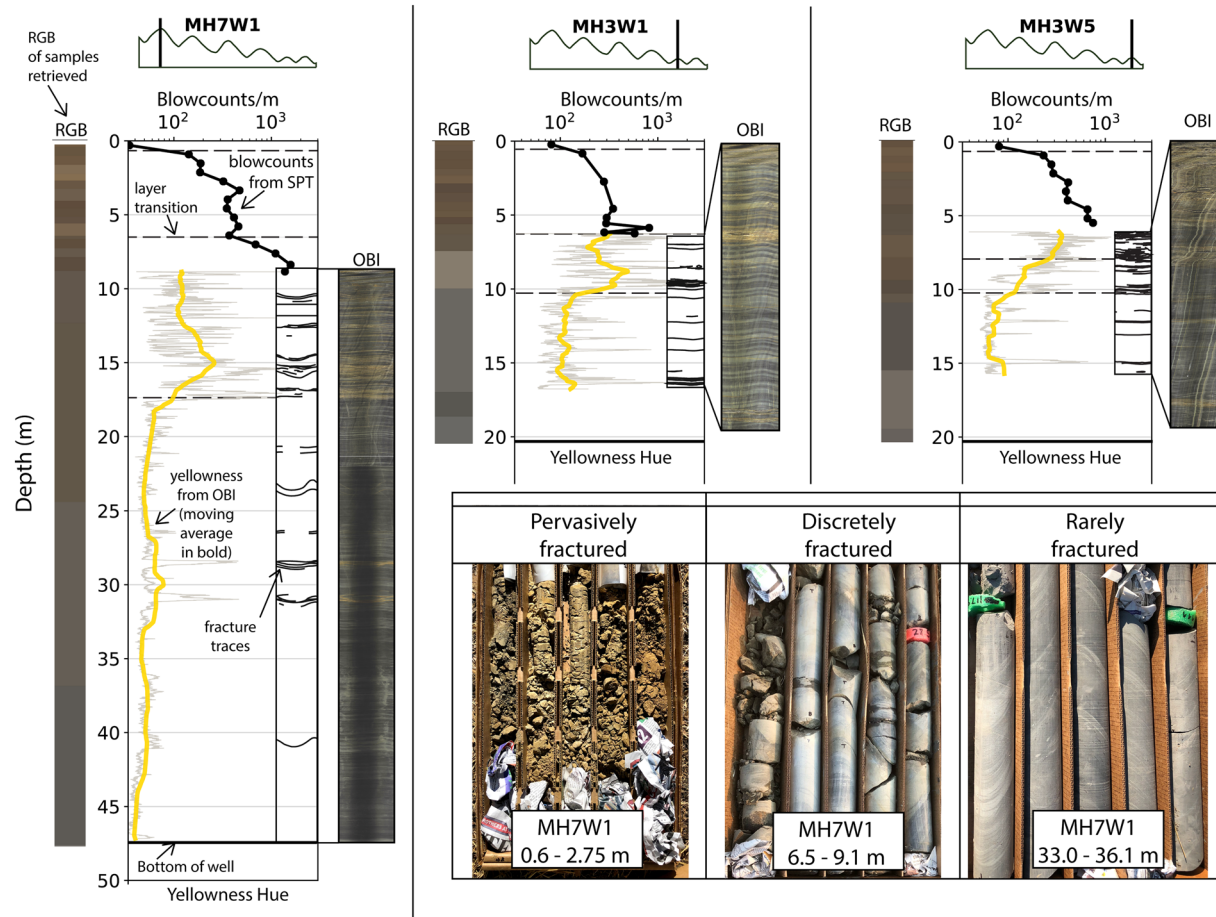 MH7W1
RGB
of samples
retrieved
Blowcounts/m
10² 10³
RGB
0
5
10
15
20
25
30
35
40
45
50
Depth (m)
blowcounts
from SPT
layer
transition
OBI
yellowness
from OBI
(moving
average
in bold)
fracture
traces
Bottom of well
Yellowness Hue
MH3W1
Blowcounts/m
10² 10³
RGB
OBI
0
5
10
15
20
Yellowness Hue
MH3W5
Blowcounts/m
10² 10³
RGB
OBI
0
5
10
15
20
Yellowness Hue
Pervasively
fractured
Discretely
fractured
Rarely
fractured
MH7W1
0.6 - 2.75 m
MH7W1
6.5 - 9.1 m
MH7W1
33.0 - 36.1 m